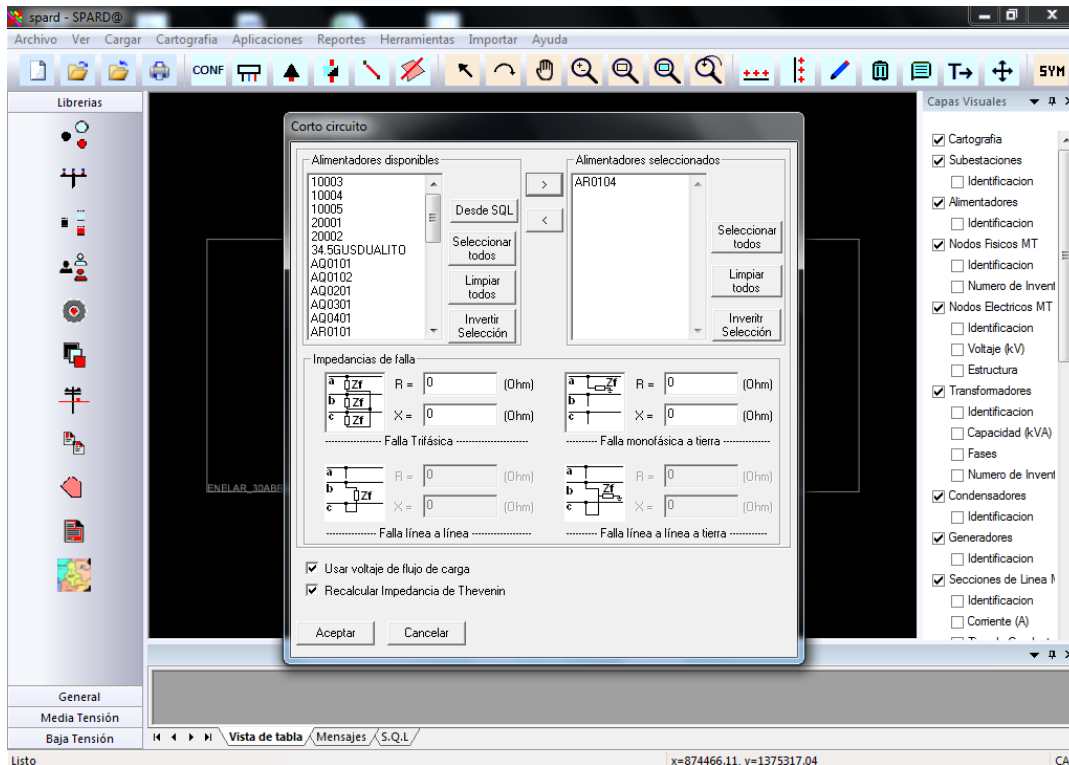 spard - SPARD@
Archivo Ver Cargar Cartografia Aplicaciones Reportes Herramientas Importar Ayuda
CONF
T→
SYM
Librerias
General
Media Tensión
Baja Tensión
Corto circuito
Alimentadores disponibles
10003
10004
10005
20001
20002
34.5GUSDUALITO
AQ0101
AQ0102
AQ0201
AQ0301
AQ0401
AR0101
Desde SQL
Seleccionar
todos
Limpiar
todos
Invertir
Selección
>
<
Alimentadores seleccionados
AR0104
Seleccionar
todos
Limpiar
todos
Inveritr
Selección
Impedancias de falla
a Zf
b Zf
c Zf
R = 0 (Ohm)
X = 0 (Ohm)
Falla Trifásica
a Zf
b
c
R = 0 (Ohm)
X = 0 (Ohm)
Falla monofásica a tierra
a
b Zf
c
R = 0 (Ohm)
X = 0 (Ohm)
Falla línea a línea
a
b Zf
c
R = 0 (Ohm)
X = 0 (Ohm)
Falla línea a línea a tierra
Usar voltaje de flujo de carga
Recalcular Impedancia de Thevenin
Aceptar
Cancelar
ENELAR_30ABR
Capas Visuales
Cartografia
Subestaciones
Identificacion
Alimentadores
Identificacion
Nodos Fisicos MT
Identificacion
Numero de Invent
Nodos Electricos MT
Identificacion
Voltaje (kV)
Estructura
Transformadores
Identificacion
Capacidad (kVA)
Fases
Numero de Invent
Condensadores
Identificacion
Generadores
Identificacion
Secciones de Linea M
Identificacion
Corriente (A)
Vista de tabla
Mensajes
S.Q.L
Listo
x=874466.11, y=1375317.04
CA